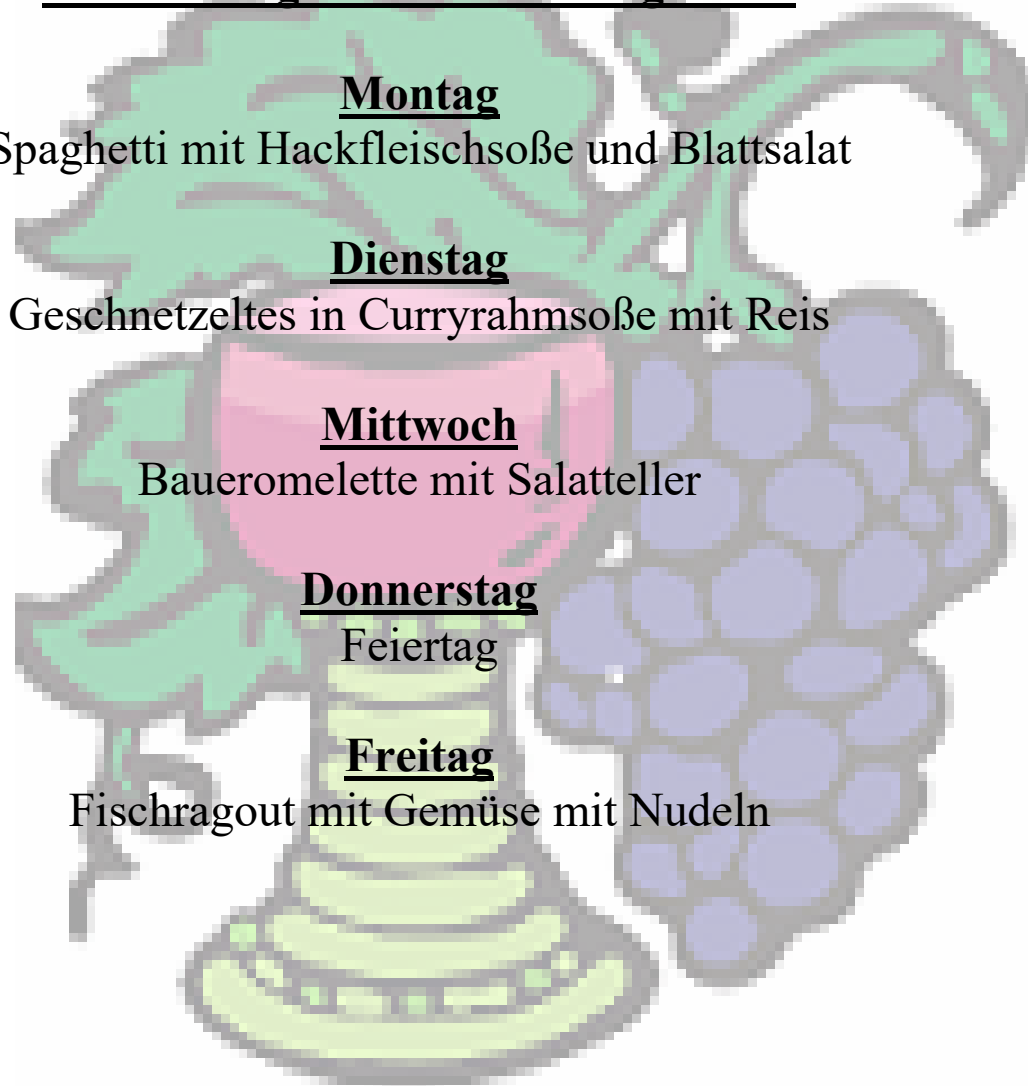 Montag
Spaghetti mit Hackfleischsoße und Blattsalat
Dienstag
Geschnetzeltes in Curryrahmsoße mit Reis
Mittwoch
Baueromelette mit Salatteller
Donnerstag
Feiertag
Freitag
Fischragout mit Gemüse mit Nudeln